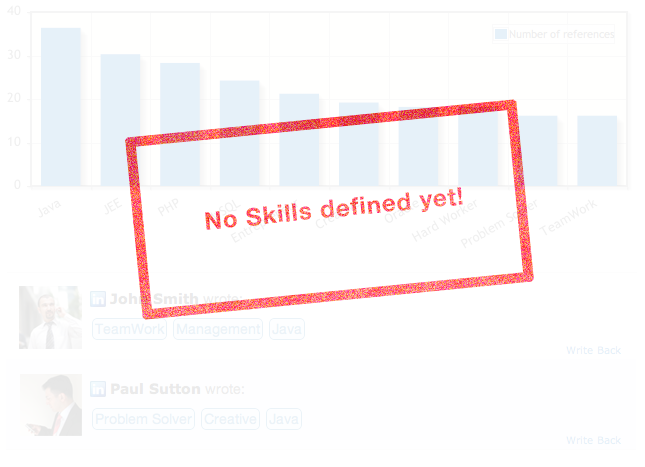 40
Number of references
30
20
10
0
Java
JEE
PHP
SQL
Hard Worker
Problem Solver
TeamWork
No Skills defined yet!
John Smith wrote:
TeamWork Management Java
Write Back
Paul Sutton wrote:
Problem Solver Creative Java
Write Back